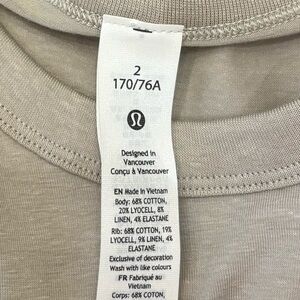 2
170/76A
Designed in
Vancouver
Conçu à Vancouver
EN Made in Vietnam
Body: 68% COTTON,
20% LYOCELL, 8%
LINEN, 4% ELASTANE
Rib: 68% COTTON, 19%
LYOCELL, 9% LINEN, 4%
ELASTANE
Exclusive of decoration
Wash with like colours
FR Fabriqué au
Vietnam
Corps: 68% COTON,